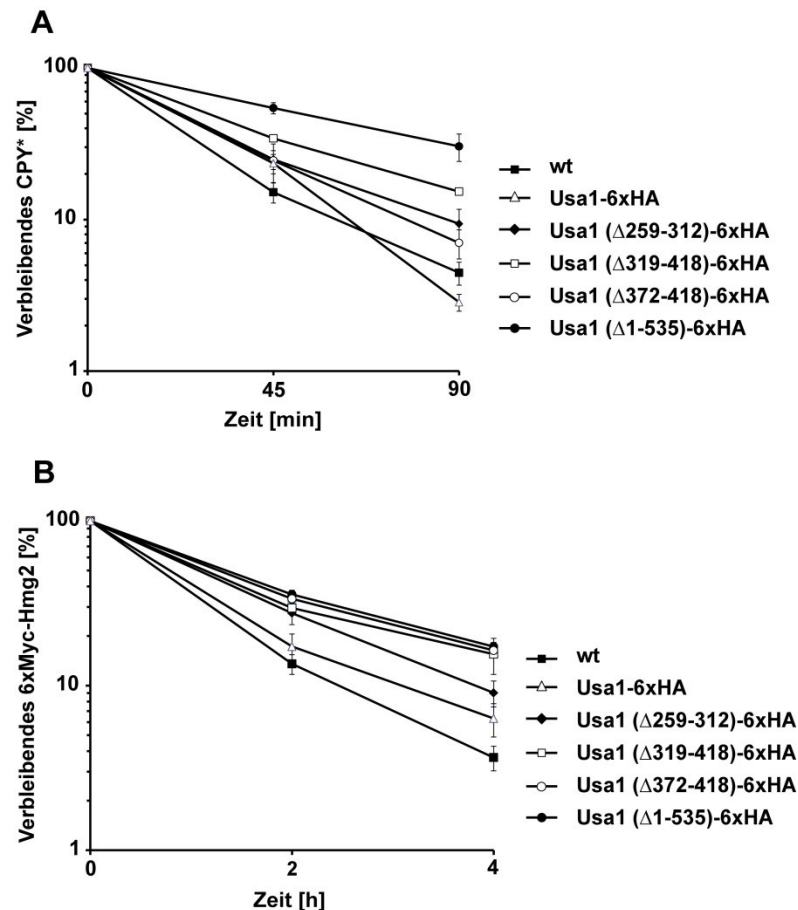 A
Verbleibendes CPY* [%]
100
10
1
0
45
90
Zeit [min]
wt
Usa1-6xHA
Usa1 (Δ259-312)-6xHA
Usa1 (Δ319-418)-6xHA
Usa1 (Δ372-418)-6xHA
Usa1 (Δ1-535)-6xHA
B
Verbleibendes 6xMyc-Hmg2 [%]
100
10
1
0
2
4
Zeit [h]
wt
Usa1-6xHA
Usa1 (Δ259-312)-6xHA
Usa1 (Δ319-418)-6xHA
Usa1 (Δ372-418)-6xHA
Usa1 (Δ1-535)-6xHA